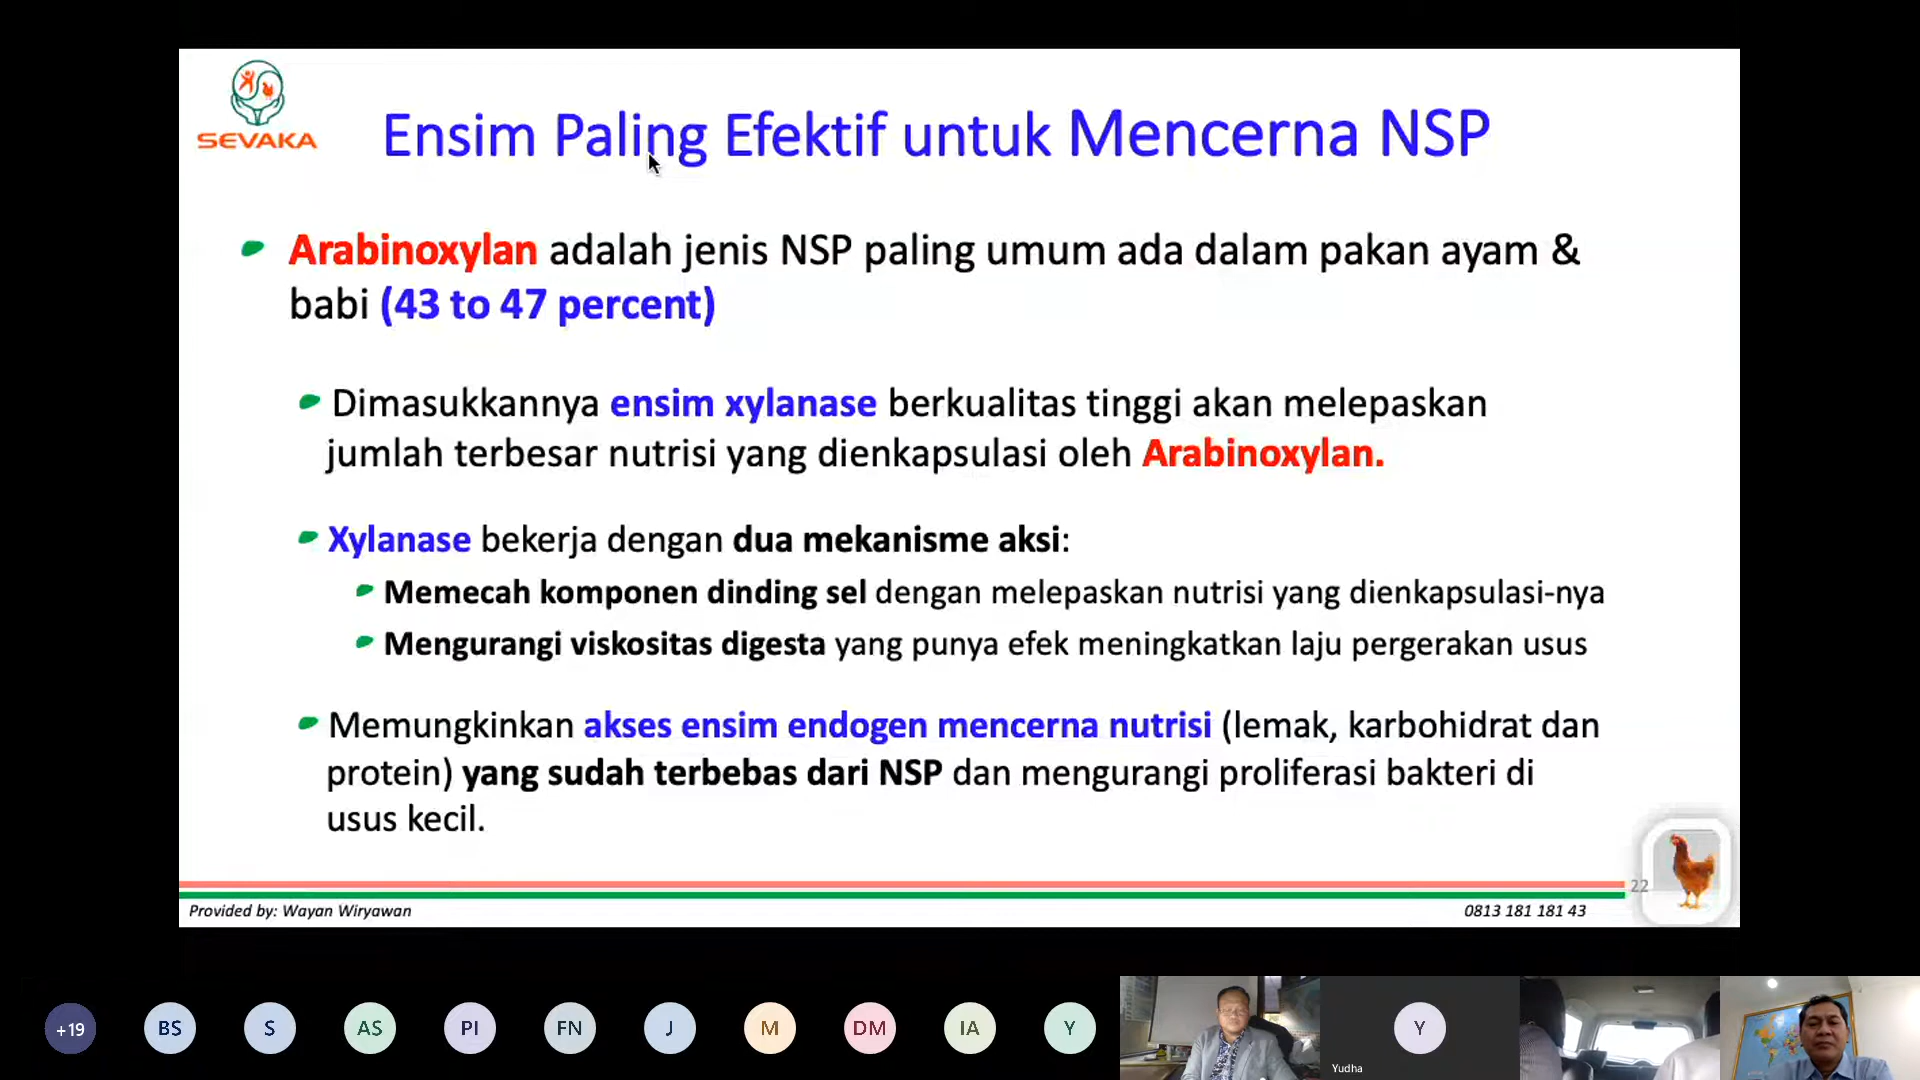 SEVAKA
Ensim Paling Efektif untuk Mencerna NSP
Arabinoxylan adalah jenis NSP paling umum ada dalam pakan ayam &
babi (43 to 47 percent)
Dimasukkannya ensim xylanase berkualitas tinggi akan melepaskan
jumlah terbesar nutrisi yang dienkapsulasi oleh Arabinoxylan.
Xylanase bekerja dengan dua mekanisme aksi:
Memecah komponen dinding sel dengan melepaskan nutrisi yang dienkapsulasi-nya
Mengurangi viskositas digesta yang punya efek meningkatkan laju pergerakan usus
Memungkinkan akses ensim endogen mencerna nutrisi (lemak, karbohidrat dan
protein) yang sudah terbebas dari NSP dan mengurangi proliferasi bakteri di
usus kecil.
22
Provided by: Wayan Wiryawan
0813 181 181 43
+19 BS S AS PI FN J M DM IA Y Y
Yudha